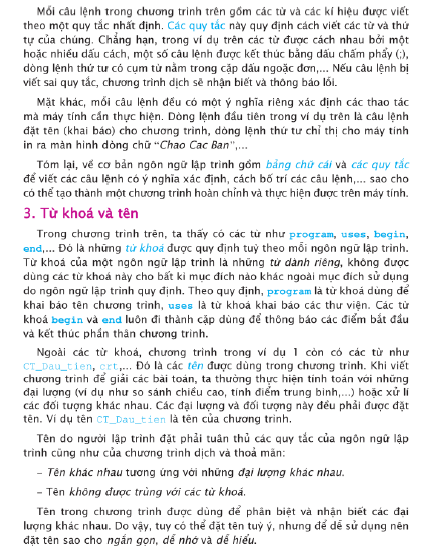 Mỗi câu lệnh trong chương trình trên gồm các từ và các kí hiệu được viết
theo một quy tắc nhất định. Các quy tắc này quy định cách viết các từ và thứ
tự của chúng. Chẳng hạn, trong ví dụ trên các từ được cách nhau bởi một
hoặc nhiều dấu cách, một số câu lệnh được kết thúc bằng dấu chấm phẩy (;),
dòng lệnh thứ tư có cụm từ nằm trong cặp dấu ngoặc đơn,... Nếu câu lệnh bị
viết sai quy tắc, chương trình dịch sẽ nhận biết và thông báo lỗi.
Mặt khác, mỗi câu lệnh đều có một ý nghĩa riêng xác định các thao tác
mà máy tính cần thực hiện. Dòng lệnh đầu tiên trong ví dụ trên là câu lệnh
đặt tên (khai báo) cho chương trình, dòng lệnh thứ tư chỉ thị cho máy tính
in ra màn hình dòng chữ “Chao Cac Ban”,...
Tóm lại, về cơ bản ngôn ngữ lập trình gồm bảng chữ cái và các quy tắc
để viết các câu lệnh có ý nghĩa xác định, cách bố trí các câu lệnh,... sao cho
có thể tạo thành một chương trình hoàn chỉnh và thực hiện được trên máy tính.
3. Từ khoá và tên
Trong chương trình trên, ta thấy có các từ như program, uses, begin,
end,... Đó là những từ khoá được quy định tuỳ theo mỗi ngôn ngữ lập trình.
Từ khoá của một ngôn ngữ lập trình là những từ dành riêng, không được
dùng các từ khoá này cho bất kì mục đích nào khác ngoài mục đích sử dụng
do ngôn ngữ lập trình quy định. Theo quy định, program là từ khoá dùng để
khai báo tên chương trình, uses là từ khoá khai báo các thư viện. Các từ
khoá begin và end luôn đi thành cặp dùng để thông báo các điểm bắt đầu
và kết thúc phần thân chương trình.
Ngoài các từ khoá, chương trình trong ví dụ 1 còn có các từ như
CT_Dau_tien, crt,... Đó là các tên được dùng trong chương trình. Khi viết
chương trình để giải các bài toán, ta thường thực hiện tính toán với những
đại lượng (ví dụ như so sánh chiều cao, tính điểm trung bình,...) hoặc xử lí
các đối tượng khác nhau. Các đại lượng và đối tượng này đều phải được đặt
tên. Ví dụ tên CT_Dau_tien là tên của chương trình.
Tên do người lập trình đặt phải tuân thủ các quy tắc của ngôn ngữ lập
trình cũng như của chương trình dịch và thoả mãn:
– Tên khác nhau tương ứng với những đại lượng khác nhau.
– Tên không được trùng với các từ khoá.
Tên trong chương trình được dùng để phân biệt và nhận biết các đại
lượng khác nhau. Do vậy, tuy có thể đặt tên tuỳ ý, nhưng để dễ sử dụng nên
đặt tên sao cho ngắn gọn, dễ nhớ và dễ hiểu.